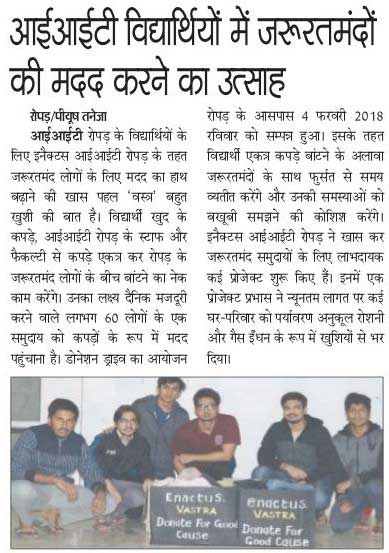 आईआईटी विद्यार्थियों में जरूरतमंदों
की मदद करने का उत्साह
रोपड़/पीयूष तनेजा
आईआईटी रोपड़ के विद्यार्थियों के
लिए इनैक्टस आईआईटी रोपड़ के तहत
जरूरतमंद लोगों के लिए मदद का हाथ
बढ़ाने की खास पहल 'वस्त्रा' बहुत
खुशी की बात है। विद्यार्थी खुद के
कपड़े, आईआईटी रोपड़ के स्टाफ और
फैकल्टी से कपड़े एकत्र कर रोपड़ के
जरूरतमंद लोगों के बीच बांटने का नेक
काम करेंगे। उनका लक्ष्य दैनिक मजदूरी
करने वाले लगभग 60 लोगों के एक
समुदाय को कपड़ों के रूप में मदद
पहुंचाना है। डोनेशन ड्राइव का आयोजन
रोपड़ के आसपास 4 फरवरी 2018
रविवार को सम्पन्न हुआ। इसके तहत
विद्यार्थी एकत्र कपड़े बांटने के अलावा
जरूरतमंदों के साथ फुर्सत से समय
व्यतीत करेंगे और उनकी समस्याओं को
बखूबी समझने की कोशिश करेंगे।
इनैक्टस आईआईटी रोपड़ ने खास कर
जरूरतमंद समुदायों के लिए लाभदायक
कई प्रोजेक्ट शुरू किए हैं। इनमें एक
प्रोजेक्ट प्रभास ने न्यूनतम लागत पर कई
घर-परिवार को पर्यावरण अनुकूल रोशनी
और गैस ईंधन के रूप में खुशियों से भर
दिया।
Enactus
VASTRA
Donate For Good
Cause
Enactus
VASTRA
Donate For
Good Cause